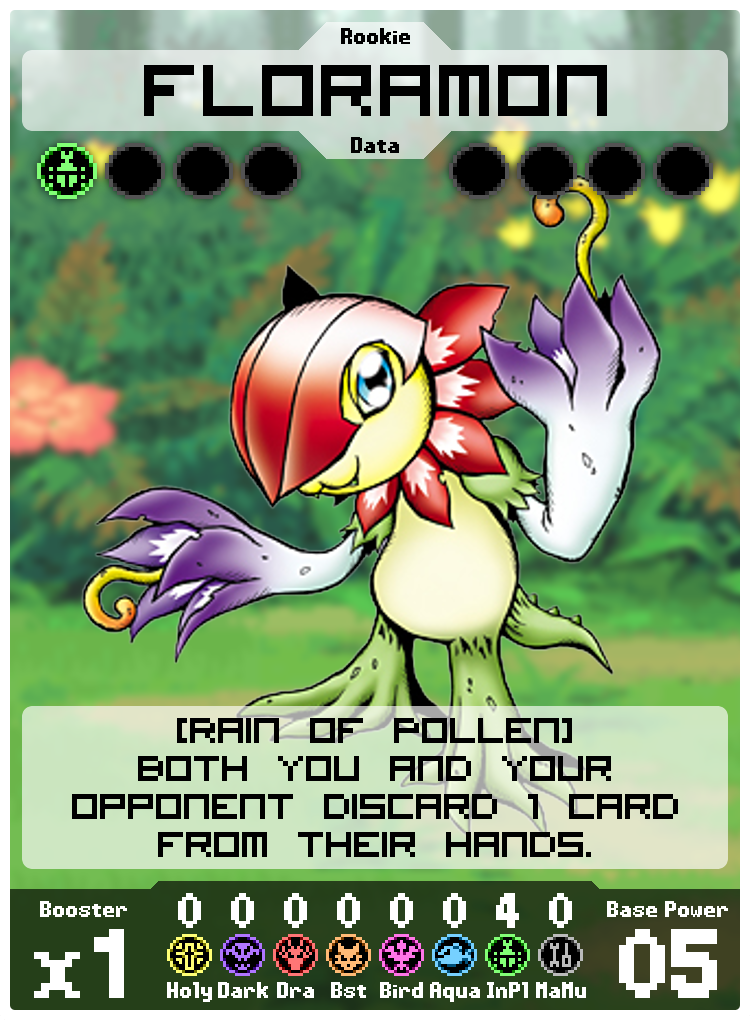 Rookie
FLORAMON
Data
[RAIN OF POLLEN]
BOTH YOU AND YOUR
OPPONENT DISCARD 1 CARD
FROM THEIR HANDS.
Booster 0 0 0 0 0 0 4 0 Base Power
x1 05
Holy Dark Dra Bst Bird Aqua InPl MaMu